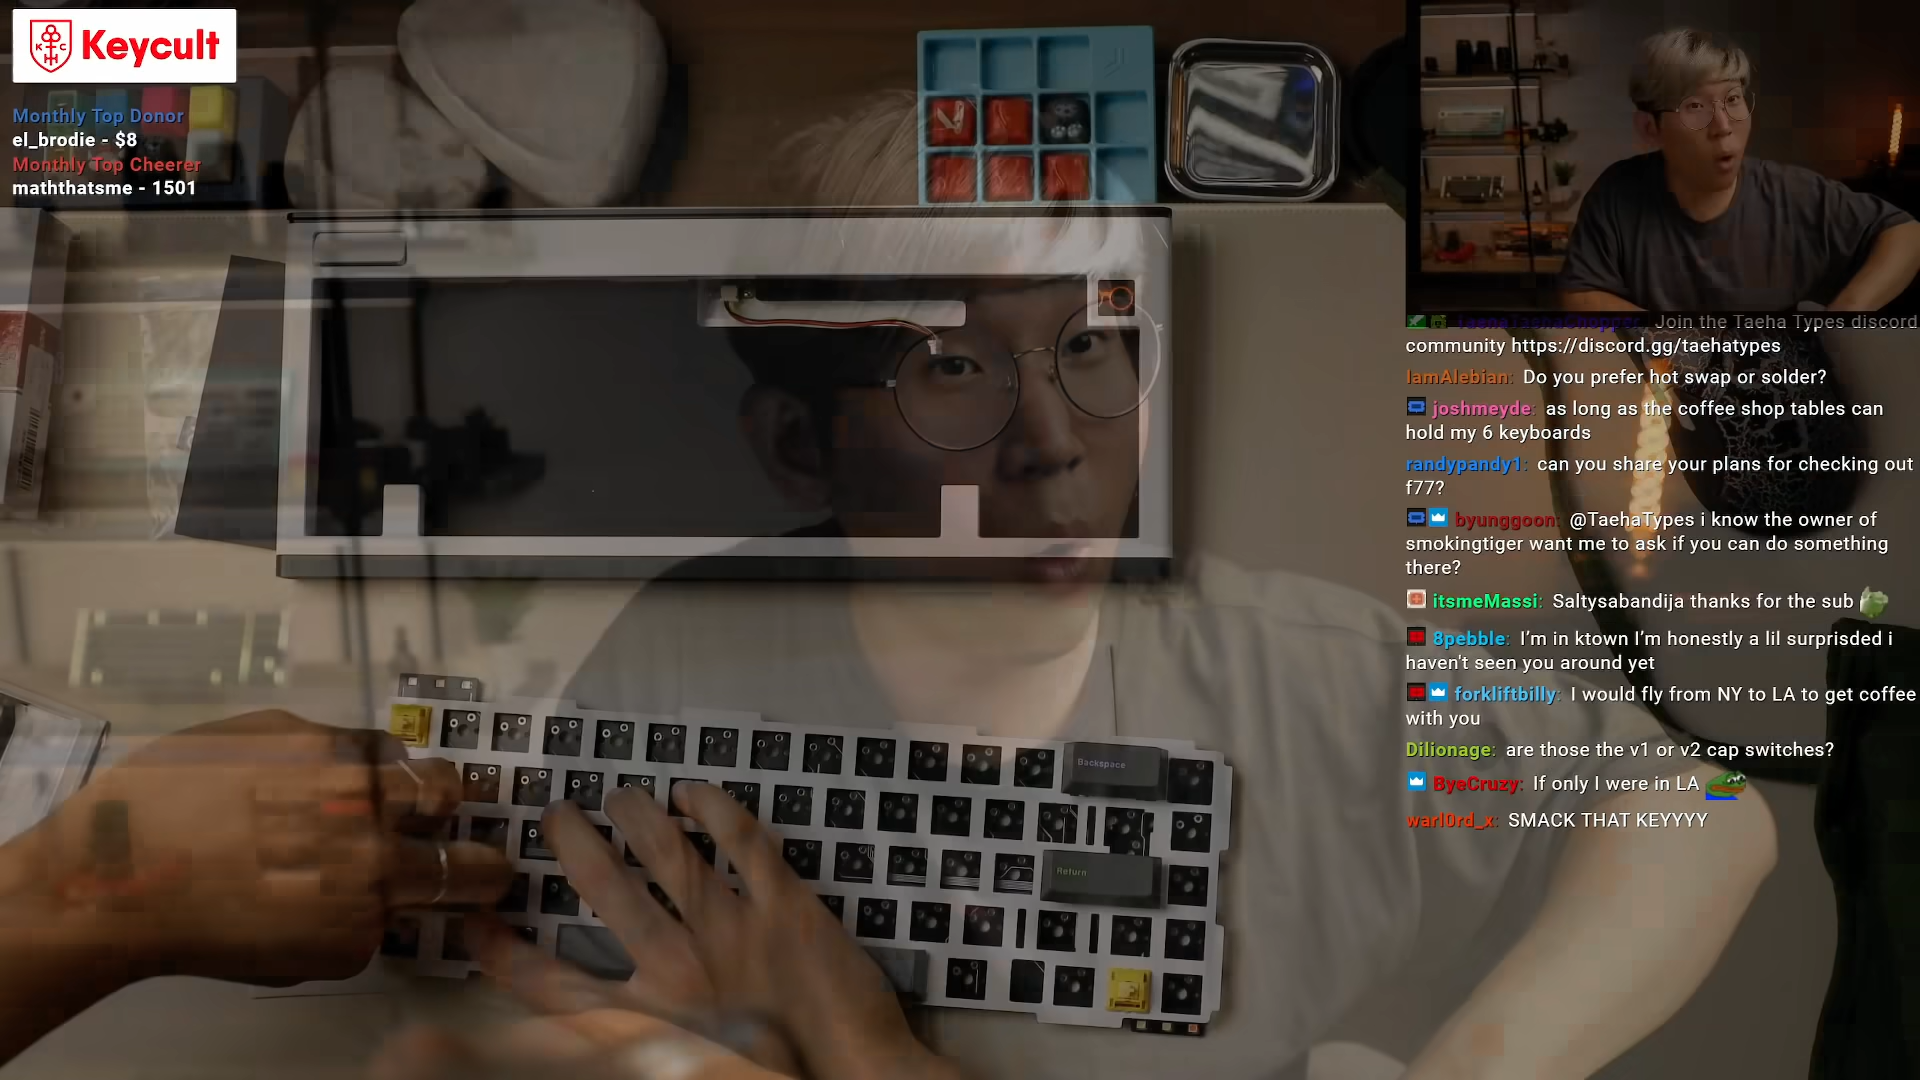 KTC
Keycult
Monthly Top Donor
el_brodie - $8
Monthly Top Cheerer
maththatsme - 1501
Backspace
Return
Join the Taeha Types discord
community https://discord.gg/taehatypes
IamAlebian: Do you prefer hot swap or solder?
joshmeyde: as long as the coffee shop tables can
hold my 6 keyboards
randypandy1: can you share your plans for checking out
f77?
byunggoon: @TaehaTypes i know the owner of
smokingtiger want me to ask if you can do something
there?
itsmeMassi: Saltysabandija thanks for the sub
8pebble: I'm in ktown I'm honestly a lil surprisded i
haven't seen you around yet
forkliftbilly: I would fly from NY to LA to get coffee
with you
Dilionage: are those the v1 or v2 cap switches?
ByeCruzy: If only I were in LA
warl0rd_x: SMACK THAT KEYYYY